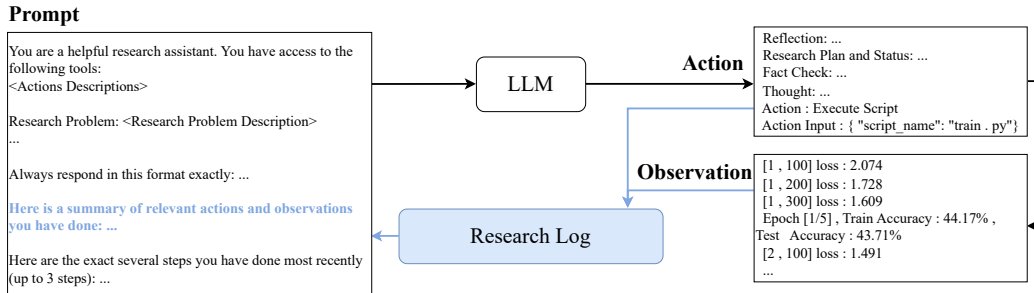 Prompt
You are a helpful research assistant. You have access to the
following tools:
<Actions Descriptions>
Research Problem: <Research Problem Description>
...
Always respond in this format exactly: ...
Here is a summary of relevant actions and observations
you have done: ...
Here are the exact several steps you have done most recently
(up to 3 steps): ...
LLM
Research Log
Action
Reflection: ...
Research Plan and Status: ...
Fact Check: ...
Thought: ...
Action : Execute Script
Action Input : { "script_name": "train . py"}
Observation
[1 , 100] loss : 2.074
[1 , 200] loss : 1.728
[1 , 300] loss : 1.609
Epoch [1/5] , Train Accuracy : 44.17% ,
Test Accuracy : 43.71%
[2 , 100] loss : 1.491
...